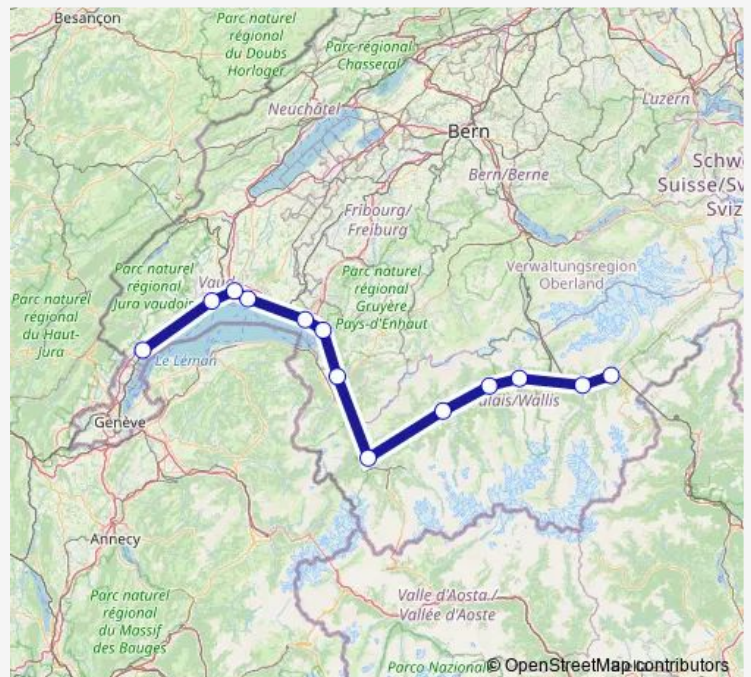 Besançon
Parc naturel
régional
du Doubs
Horloger
Parc régional
Chasseral
Neuchâtel
Luzern
Bern
Schw
Suisse/Sv
Sviz
Bern/Berne
Fribourg/
Freiburg
Verwaltungsregion
Oberland
Parc naturel
régional
Jura vaudois
Vaud
Parc naturel
régional
Gruyère
Pays-d'Enhaut
Parc naturel
régional
du Haut-
Jura
Le Léman
alais/Wallis
Genève
Annecy
Parc naturel
régional
du Massif
des Bauges
Valle d'Aosta /
Vallée d'Aoste
Parco Nazional
© OpenStreetMap contributors